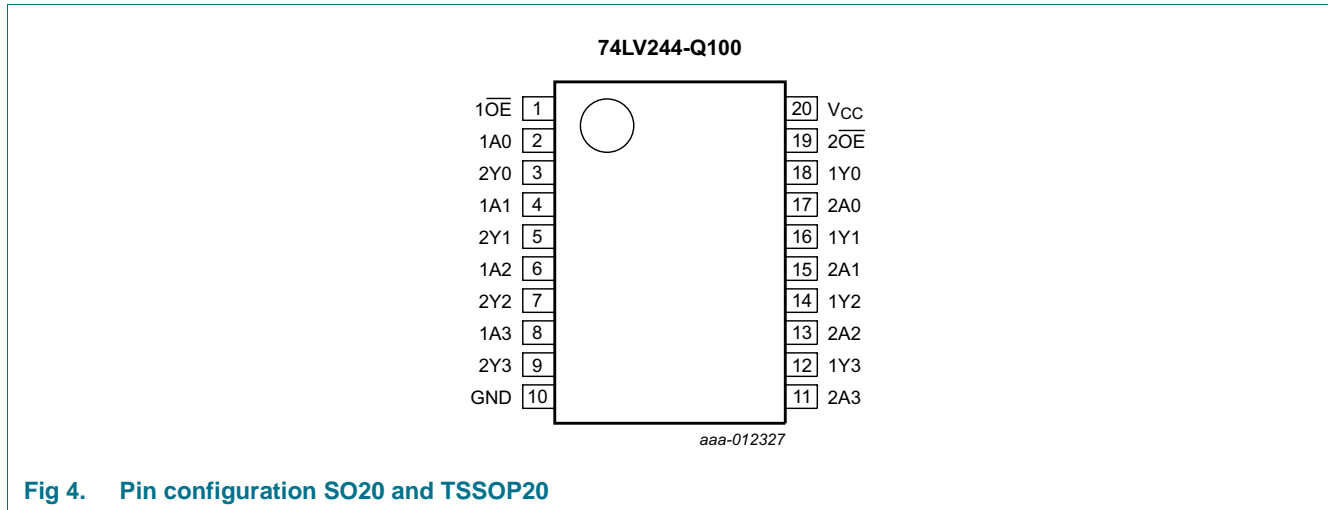 74LV244-Q100
1O̅E̅ 1 20 VCC
1A0 2 19 2O̅E̅
2Y0 3 18 1Y0
1A1 4 17 2A0
2Y1 5 16 1Y1
1A2 6 15 2A1
2Y2 7 14 1Y2
1A3 8 13 2A2
2Y3 9 12 1Y3
GND 10 11 2A3
aaa-012327
Fig 4. Pin configuration SO20 and TSSOP20